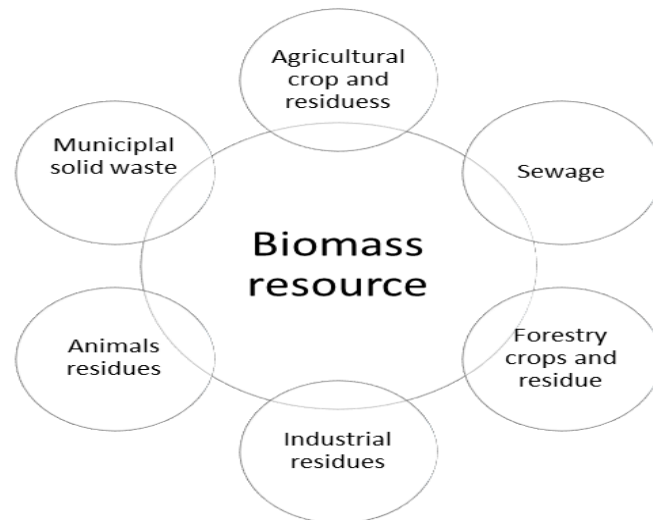 Agricultural
crop and
residuess
Municiplal
solid waste
Sewage
Biomass
resource
Animals
residues
Forestry
crops and
residue
Industrial
residues